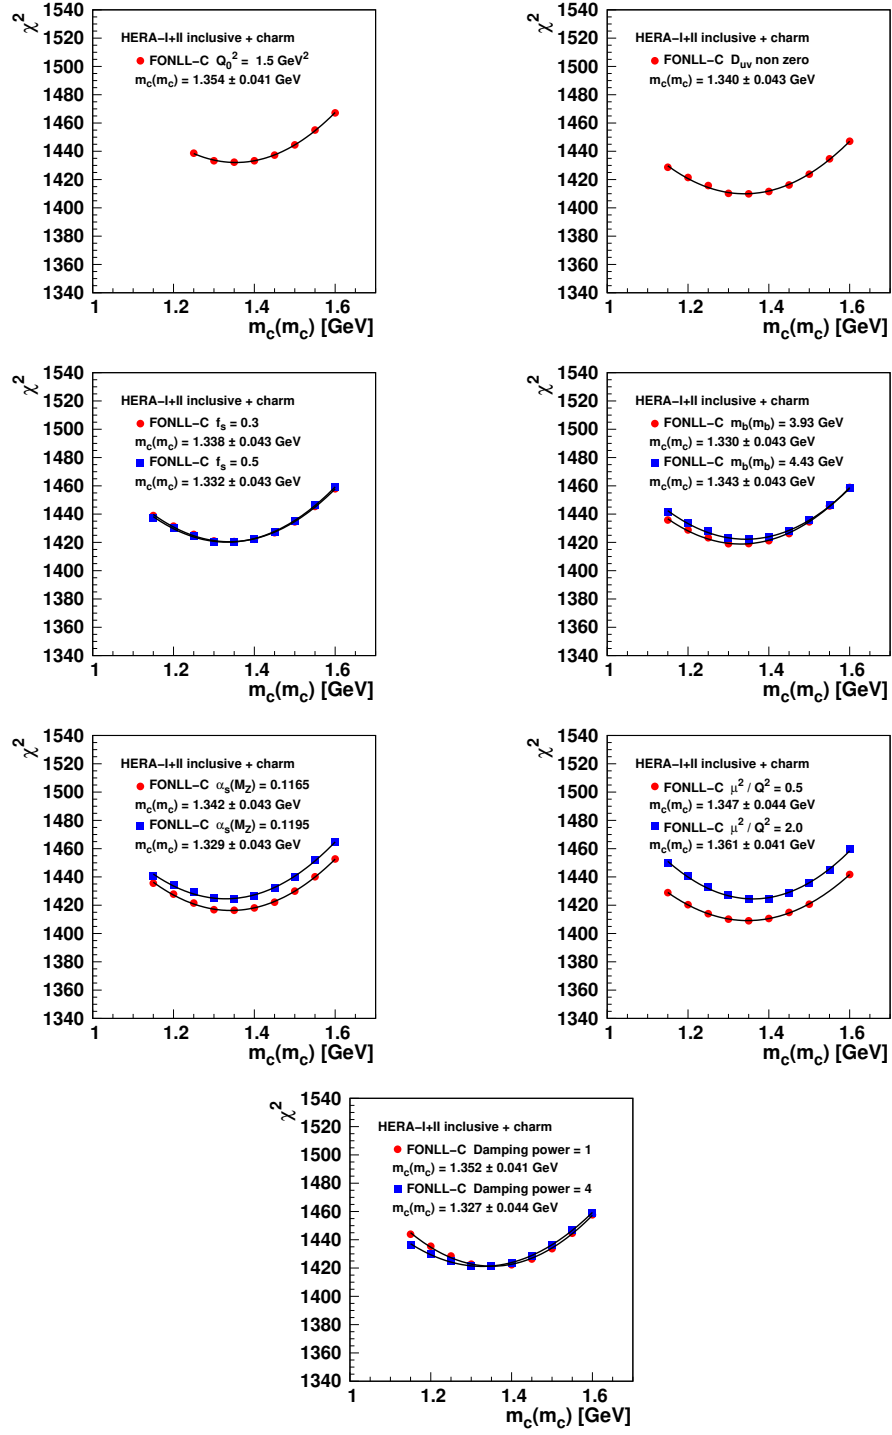 χ²
1540
1520
1500
1480
1460
1440
1420
1400
1380
1360
1340
HERA−I+II inclusive + charm
FONLL−C Q₀² = 1.5 GeV²
m_c(m_c) = 1.354 ± 0.041 GeV
1 1.2 1.4 1.6
m_c(m_c) [GeV]
χ²
1540
1520
1500
1480
1460
1440
1420
1400
1380
1360
1340
HERA−I+II inclusive + charm
FONLL−C D_uv non zero
m_c(m_c) = 1.340 ± 0.043 GeV
1 1.2 1.4 1.6
m_c(m_c) [GeV]
χ²
1540
1520
1500
1480
1460
1440
1420
1400
1380
1360
1340
HERA−I+II inclusive + charm
FONLL−C f_s = 0.3
m_c(m_c) = 1.338 ± 0.043 GeV
FONLL−C f_s = 0.5
m_c(m_c) = 1.332 ± 0.043 GeV
1 1.2 1.4 1.6
m_c(m_c) [GeV]
χ²
1540
1520
1500
1480
1460
1440
1420
1400
1380
1360
1340
HERA−I+II inclusive + charm
FONLL−C m_b(m_b) = 3.93 GeV
m_c(m_c) = 1.330 ± 0.043 GeV
FONLL−C m_b(m_b) = 4.43 GeV
m_c(m_c) = 1.343 ± 0.043 GeV
1 1.2 1.4 1.6
m_c(m_c) [GeV]
χ²
1540
1520
1500
1480
1460
1440
1420
1400
1380
1360
1340
HERA−I+II inclusive + charm
FONLL−C α_s(M_Z) = 0.1165
m_c(m_c) = 1.342 ± 0.043 GeV
FONLL−C α_s(M_Z) = 0.1195
m_c(m_c) = 1.329 ± 0.043 GeV
1 1.2 1.4 1.6
m_c(m_c) [GeV]
χ²
1540
1520
1500
1480
1460
1440
1420
1400
1380
1360
1340
HERA−I+II inclusive + charm
FONLL−C μ² / Q² = 0.5
m_c(m_c) = 1.347 ± 0.044 GeV
FONLL−C μ² / Q² = 2.0
m_c(m_c) = 1.361 ± 0.041 GeV
1 1.2 1.4 1.6
m_c(m_c) [GeV]
χ²
1540
1520
1500
1480
1460
1440
1420
1400
1380
1360
1340
HERA−I+II inclusive + charm
FONLL−C Damping power = 1
m_c(m_c) = 1.352 ± 0.041 GeV
FONLL−C Damping power = 4
m_c(m_c) = 1.327 ± 0.044 GeV
1 1.2 1.4 1.6
m_c(m_c) [GeV]